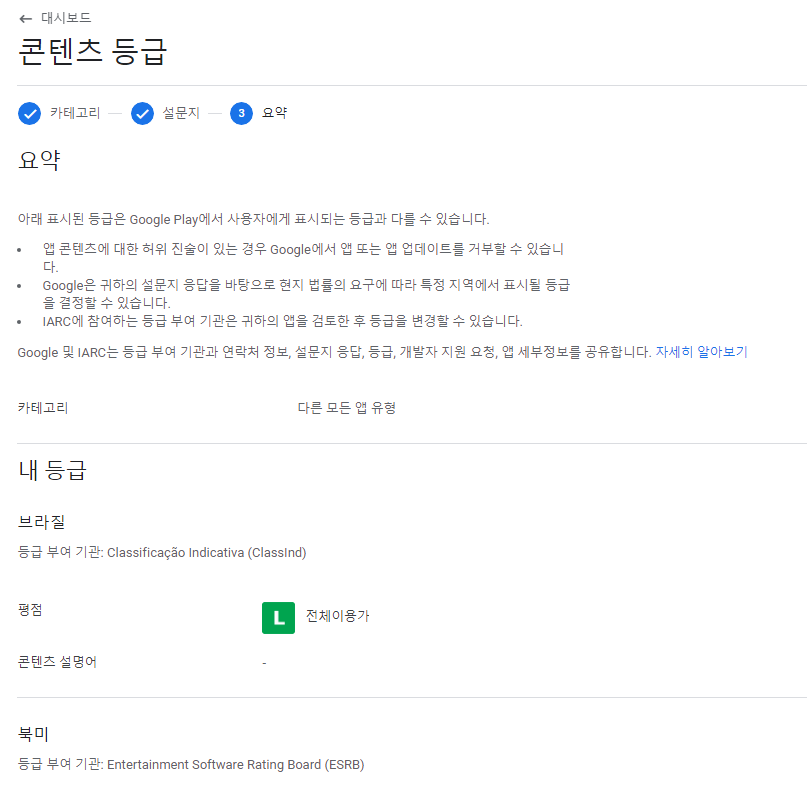 ← 대시보드
콘텐츠 등급
카테고리 — 설문지 — 3 요약
요약
아래 표시된 등급은 Google Play에서 사용자에게 표시되는 등급과 다를 수 있습니다.
• 앱 콘텐츠에 대한 허위 진술이 있는 경우 Google에서 앱 또는 앱 업데이트를 거부할 수 있습니
다.
• Google은 귀하의 설문지 응답을 바탕으로 현지 법률의 요구에 따라 특정 지역에서 표시될 등급
을 결정할 수 있습니다.
• IARC에 참여하는 등급 부여 기관은 귀하의 앱을 검토한 후 등급을 변경할 수 있습니다.
Google 및 IARC는 등급 부여 기관과 연락처 정보, 설문지 응답, 등급, 개발자 지원 요청, 앱 세부정보를 공유합니다. 자세히 알아보기
카테고리 다른 모든 앱 유형
내 등급
브라질
등급 부여 기관: Classificação Indicativa (ClassInd)
평점 L 전체이용가
콘텐츠 설명어 -
북미
등급 부여 기관: Entertainment Software Rating Board (ESRB)